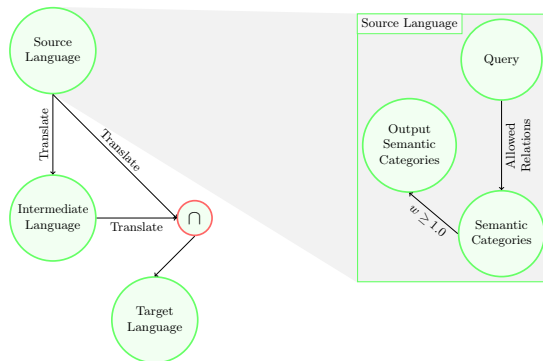 Source
Language
Translate
Translate
Intermediate
Language
Translate
∩
Target
Language
Source Language
Query
Allowed
Relations
Output
Semantic
Categories
w ≥ 1.0
Semantic
Categories